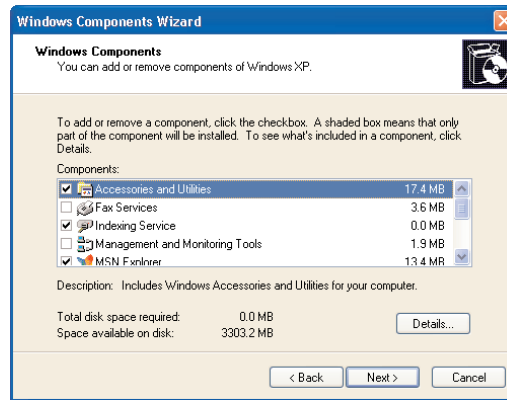 Windows Components Wizard
Windows Components
You can add or remove components of Windows XP.
To add or remove a component, click the checkbox. A shaded box means that only
part of the component will be installed. To see what's included in a component, click
Details.
Components:
Accessories and Utilities 17.4 MB
Fax Services 3.6 MB
Indexing Service 0.0 MB
Management and Monitoring Tools 1.9 MB
MSN Explorer 13.4 MB
Description: Includes Windows Accessories and Utilities for your computer.
Total disk space required: 0.0 MB
Space available on disk: 3303.2 MB
Details...
< Back Next > Cancel